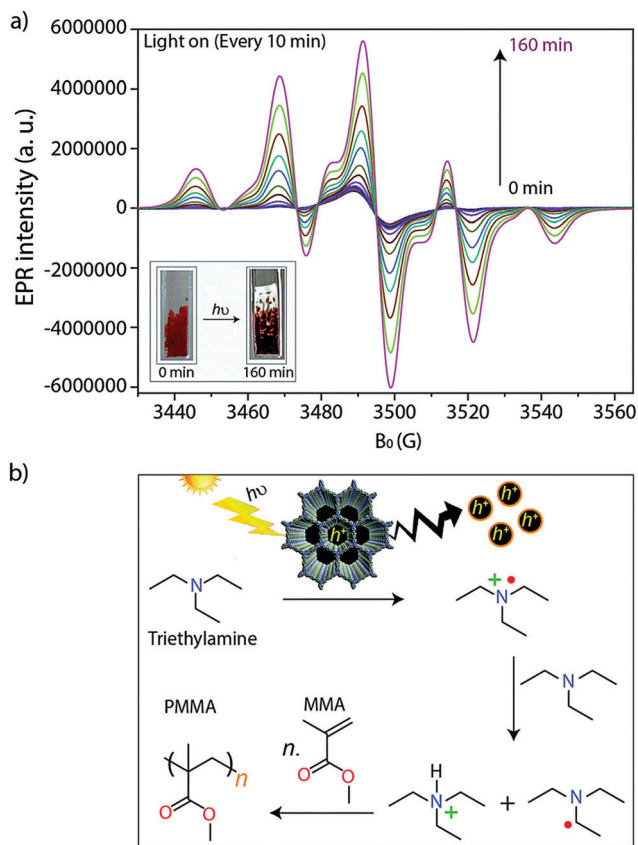 a)
Light on (Every 10 min)
160 min
0 min
EPR intensity (a. u.)
6000000
4000000
2000000
0
-2000000
-4000000
-6000000
hυ
0 min
160 min
3440
3460
3480
3500
3520
3540
3560
B₀ (G)
b)
hυ
h⁺
h⁺
h⁺
h⁺
h⁺
N
Triethylamine
+ •
N
N
PMMA
MMA
n
n.
O
O
O
O
H
N
+
+
N
•